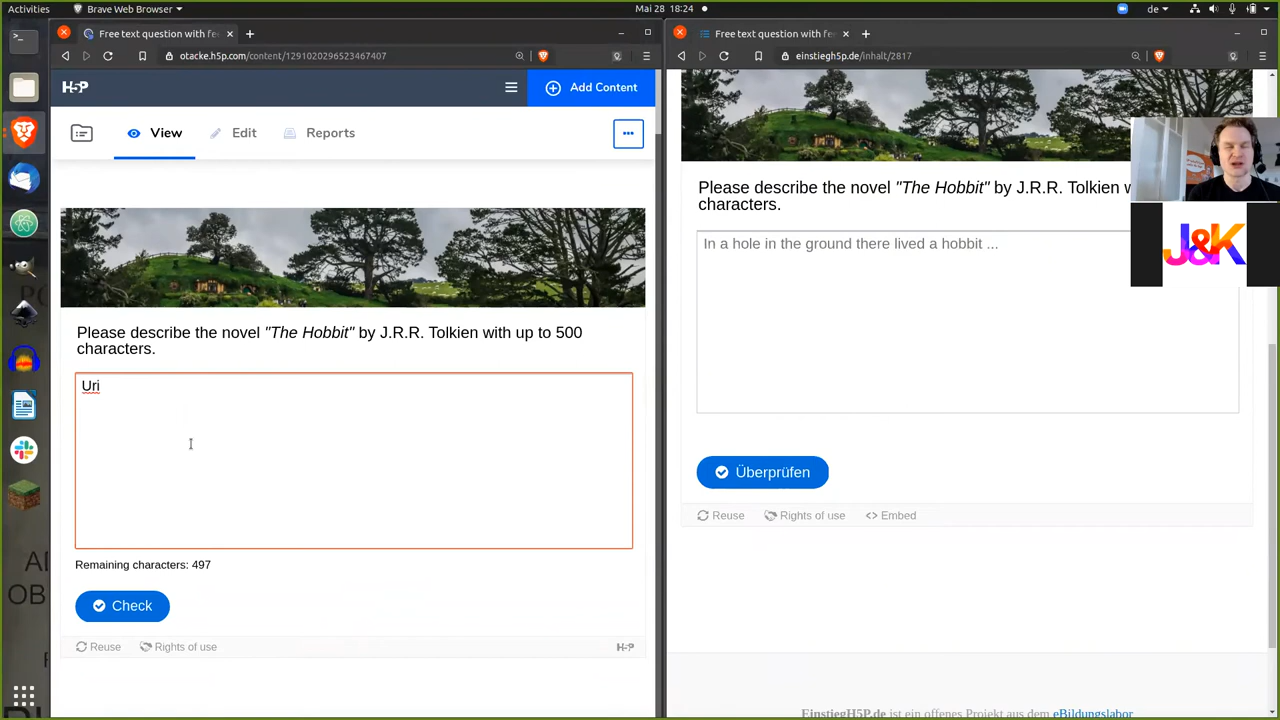 Activities
Brave Web Browser
Mai 28 18:24
de
Free text question with fe
otacke.h5p.com/content/1291020296523467407
H5P
Add Content
View
Edit
Reports
Please describe the novel "The Hobbit" by J.R.R. Tolkien with up to 500
characters.
Uri
Remaining characters: 497
Check
Reuse
Rights of use
H5P
Free text question with fe
einstiegh5p.de/inhalt/2817
Please describe the novel "The Hobbit" by J.R.R. Tolkien w
characters.
In a hole in the ground there lived a hobbit ...
Überprüfen
Reuse
Rights of use
<> Embed
EinstiegH5P.de ist ein offenes Projekt aus dem eBildungslabor
J&K